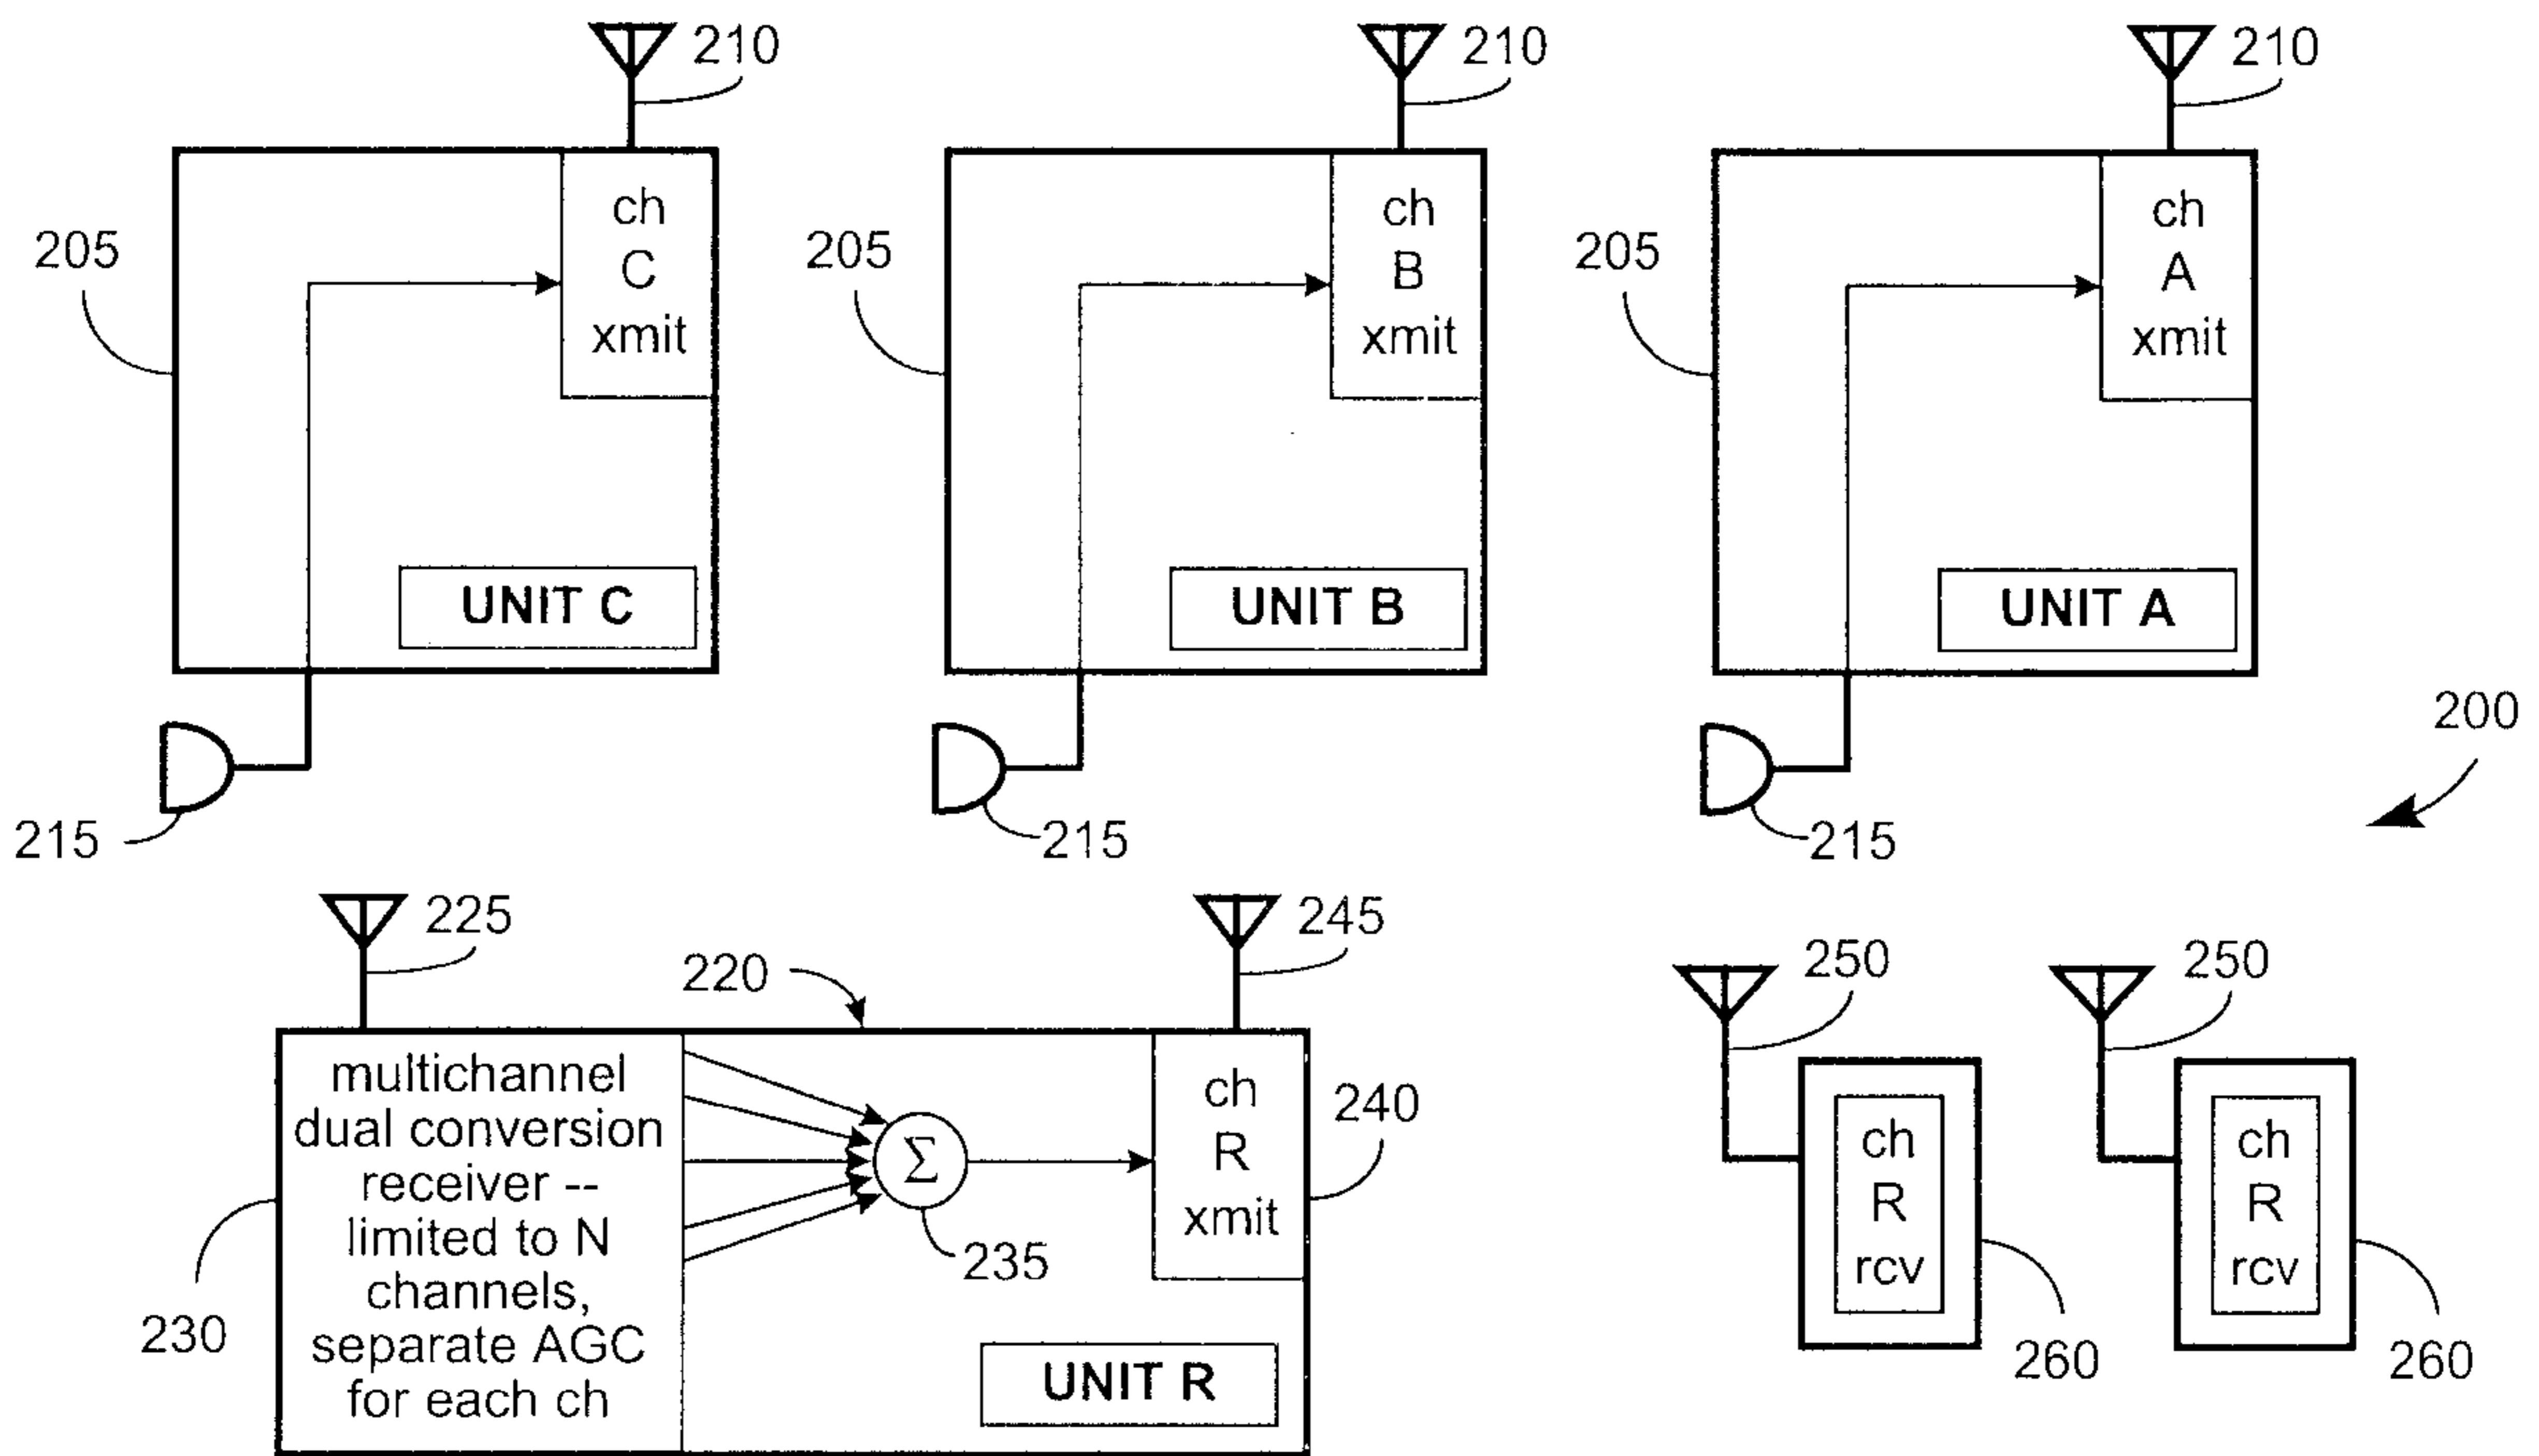 210
210
210
ch
C
xmit
ch
B
xmit
ch
A
xmit
205
205
205
UNIT C
UNIT B
UNIT A
200
215
215
215
225
245
220
250
250
multichannel
dual conversion
receiver --
limited to N
channels,
separate AGC
for each ch
Σ
ch
R
xmit
240
ch
R
rcv
ch
R
rcv
235
230
UNIT R
260
260